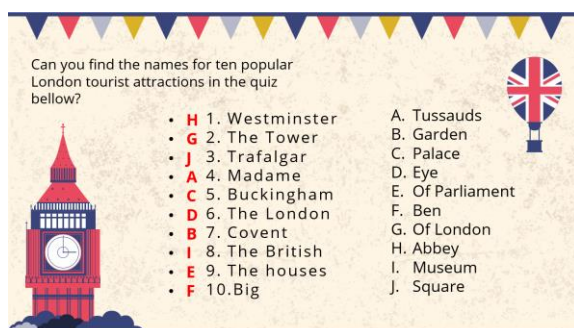 Can you find the names for ten popular
London tourist attractions in the quiz
bellow?
• H 1. Westminster
• G 2. The Tower
• J 3. Trafalgar
• A 4. Madame
• C 5. Buckingham
• D 6. The London
• B 7. Covent
• I 8. The British
• E 9. The houses
• F 10.Big
A. Tussauds
B. Garden
C. Palace
D. Eye
E. Of Parliament
F. Ben
G. Of London
H. Abbey
I. Museum
J. Square